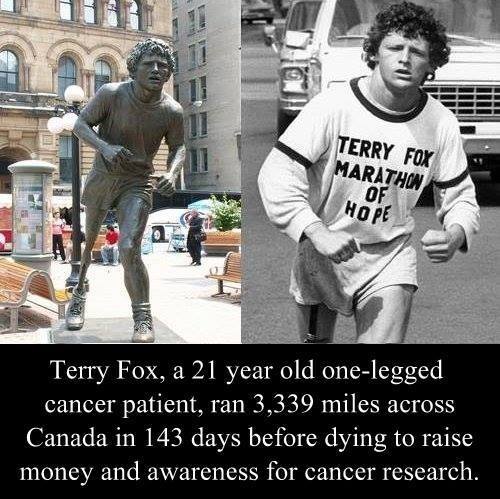 TERRY FOX
MARATHON
OF
HOPE
Terry Fox, a 21 year old one-legged
cancer patient, ran 3,339 miles across
Canada in 143 days before dying to raise
money and awareness for cancer research.